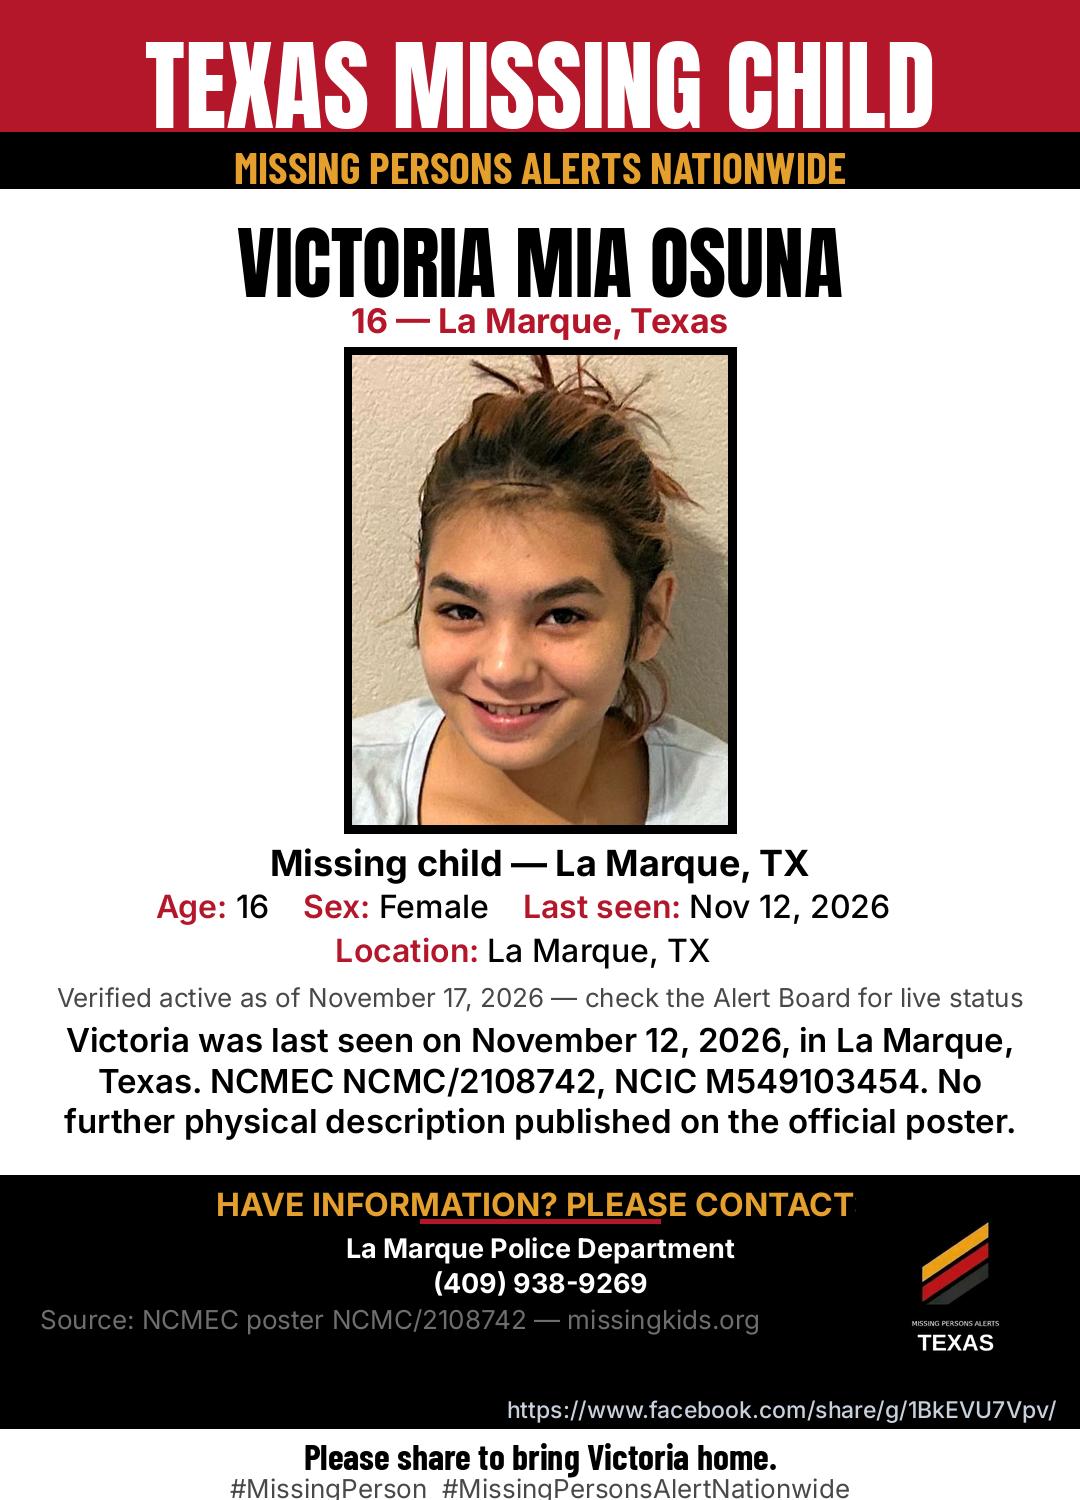 TEXAS MISSING CHILD
MISSING PERSONS ALERTS NATIONWIDE
VICTORIA MIA OSUNA
16 — La Marque, Texas
Missing child — La Marque, TX
Age: 16 Sex: Female Last seen: Nov 12, 2026
Location: La Marque, TX
Verified active as of November 17, 2026 — check the Alert Board for live status
Victoria was last seen on November 12, 2026, in La Marque,
Texas. NCMEC NCMC/2108742, NCIC M549103454. No
further physical description published on the official poster.
HAVE INFORMATION? PLEASE CONTACT:
La Marque Police Department
(409) 938-9269
Source: NCMEC poster NCMC/2108742 — missingkids.org
MISSING PERSONS ALERTS
TEXAS
https://www.facebook.com/share/g/1BkEVU7Vpv/
Please share to bring Victoria home.
#MissingPerson #MissingPersonsAlertNationwide